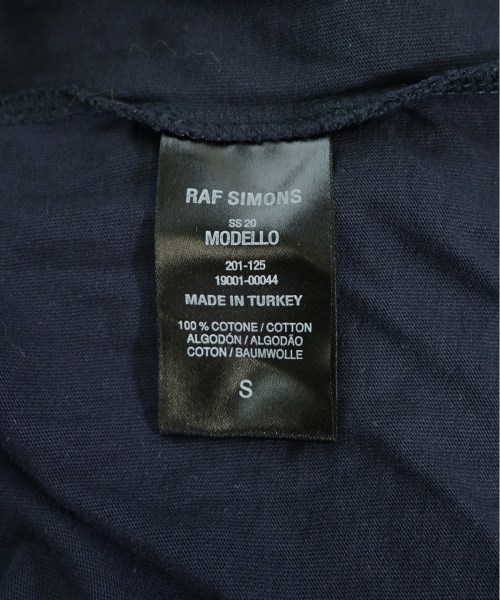 RAF SIMONS
SS 20
MODELLO
201-125
19001-00044
MADE IN TURKEY
100 % COTONE / COTTON
ALGODÓN / ALGODÃO
COTON / BAUMWOLLE
S